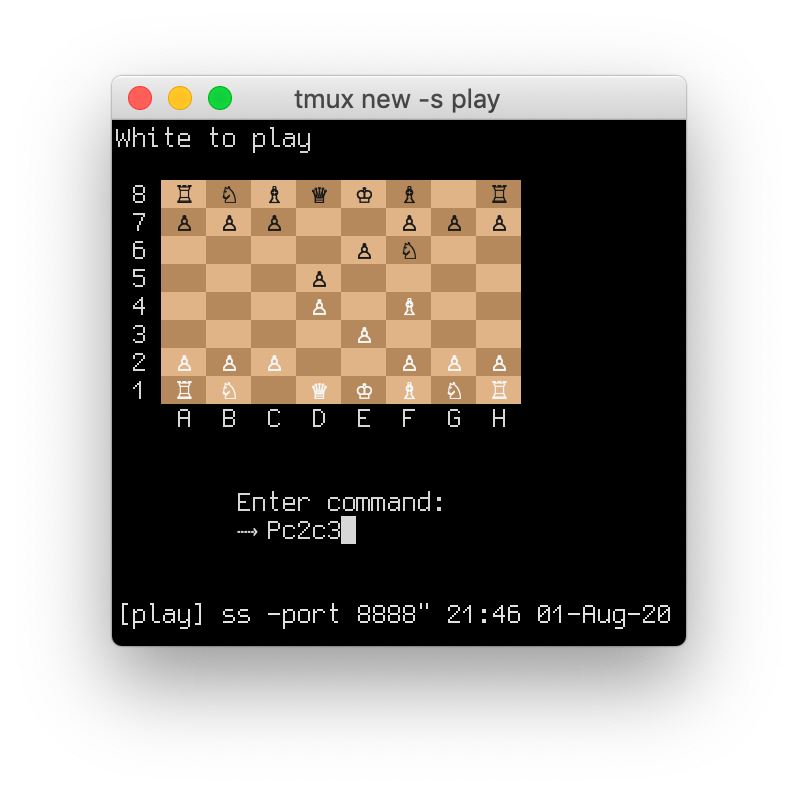 tmux new -s play
White to play
8 ♖ ♘ ♗ ♛ ♔ ♗ ♖
7 ♙ ♙ ♙ ♙ ♙ ♙
6 ♙ ♘
5 ♙
4 ♙ ♗
3 ♙
2 ♙ ♙ ♙ ♙ ♙ ♙
1 ♖ ♘ ♛ ♔ ♗ ♘ ♖
A B C D E F G H
Enter command:
⤑ Pc2c3
[play] ss -port 8888" 21:46 01-Aug-20